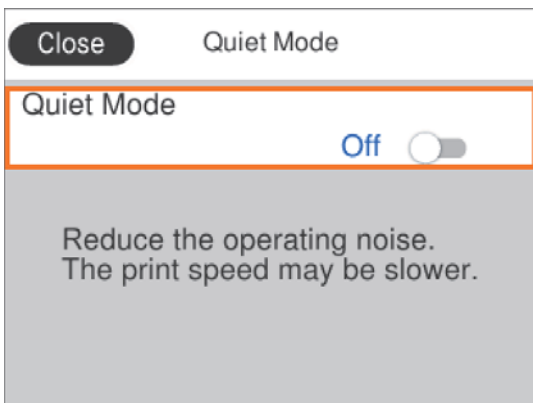 Close Quiet Mode
Quiet Mode
Off
Reduce the operating noise.
The print speed may be slower.